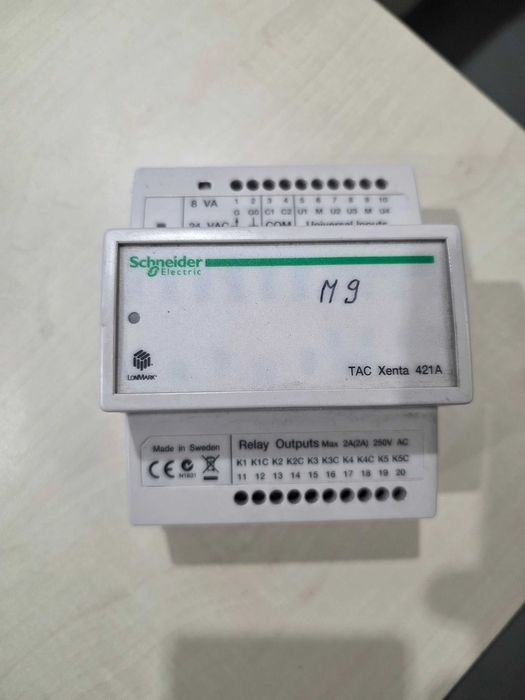 8 VA 1 2 3 4 5 6 7 8 9 10
G G0 C1 C2 U1 M U2 U3 M U4
24 VAC COM Universal Inputs
Schneider
Electric
M9
LONMARK
TAC Xenta 421A
Made in Sweden
CE N1831
Relay Outputs Max 2A(2A) 250V AC
K1 K1C K2 K2C K3 K3C K4 K4C K5 K5C
11 12 13 14 15 16 17 18 19 20